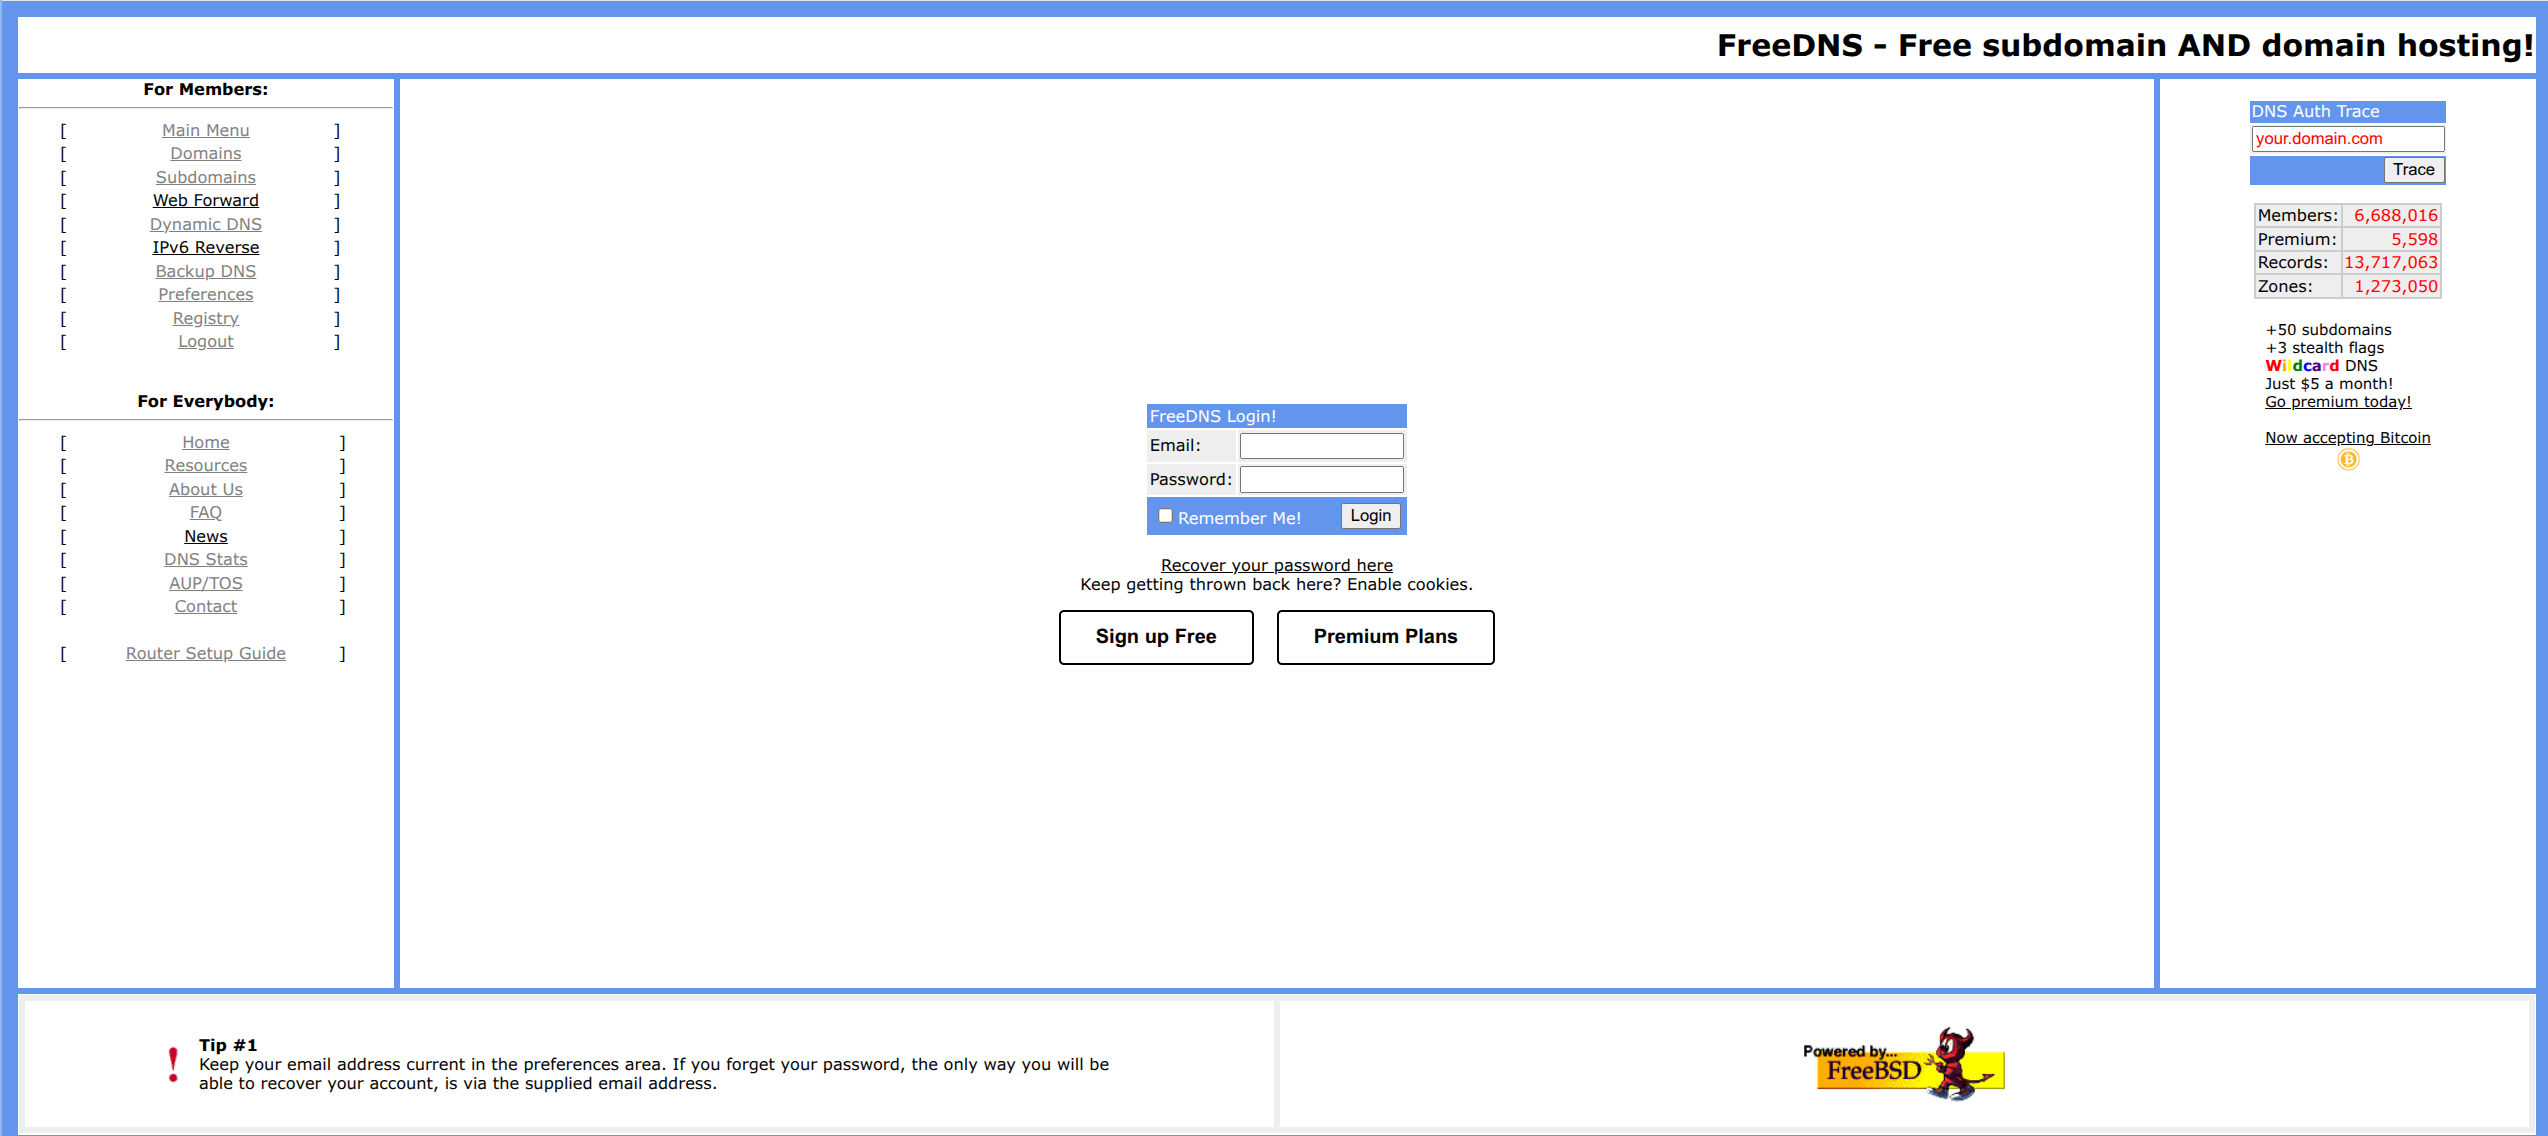 FreeDNS - Free subdomain AND domain hosting!
For Members:
[ Main Menu ]
[ Domains ]
[ Subdomains ]
[ Web Forward ]
[ Dynamic DNS ]
[ IPv6 Reverse ]
[ Backup DNS ]
[ Preferences ]
[ Registry ]
[ Logout ]
For Everybody:
[ Home ]
[ Resources ]
[ About Us ]
[ FAQ ]
[ News ]
[ DNS Stats ]
[ AUP/TOS ]
[ Contact ]
[ Router Setup Guide ]
FreeDNS Login!
Email:
Password:
Remember Me! Login
Recover your password here
Keep getting thrown back here? Enable cookies.
Sign up Free Premium Plans
DNS Auth Trace
your.domain.com
Trace
Members: 6,688,016
Premium: 5,598
Records: 13,717,063
Zones: 1,273,050
+50 subdomains
+3 stealth flags
Wildcard DNS
Just $5 a month!
Go premium today!
Now accepting Bitcoin
Tip #1
Keep your email address current in the preferences area. If you forget your password, the only way you will be
able to recover your account, is via the supplied email address.
Powered by...
FreeBSD